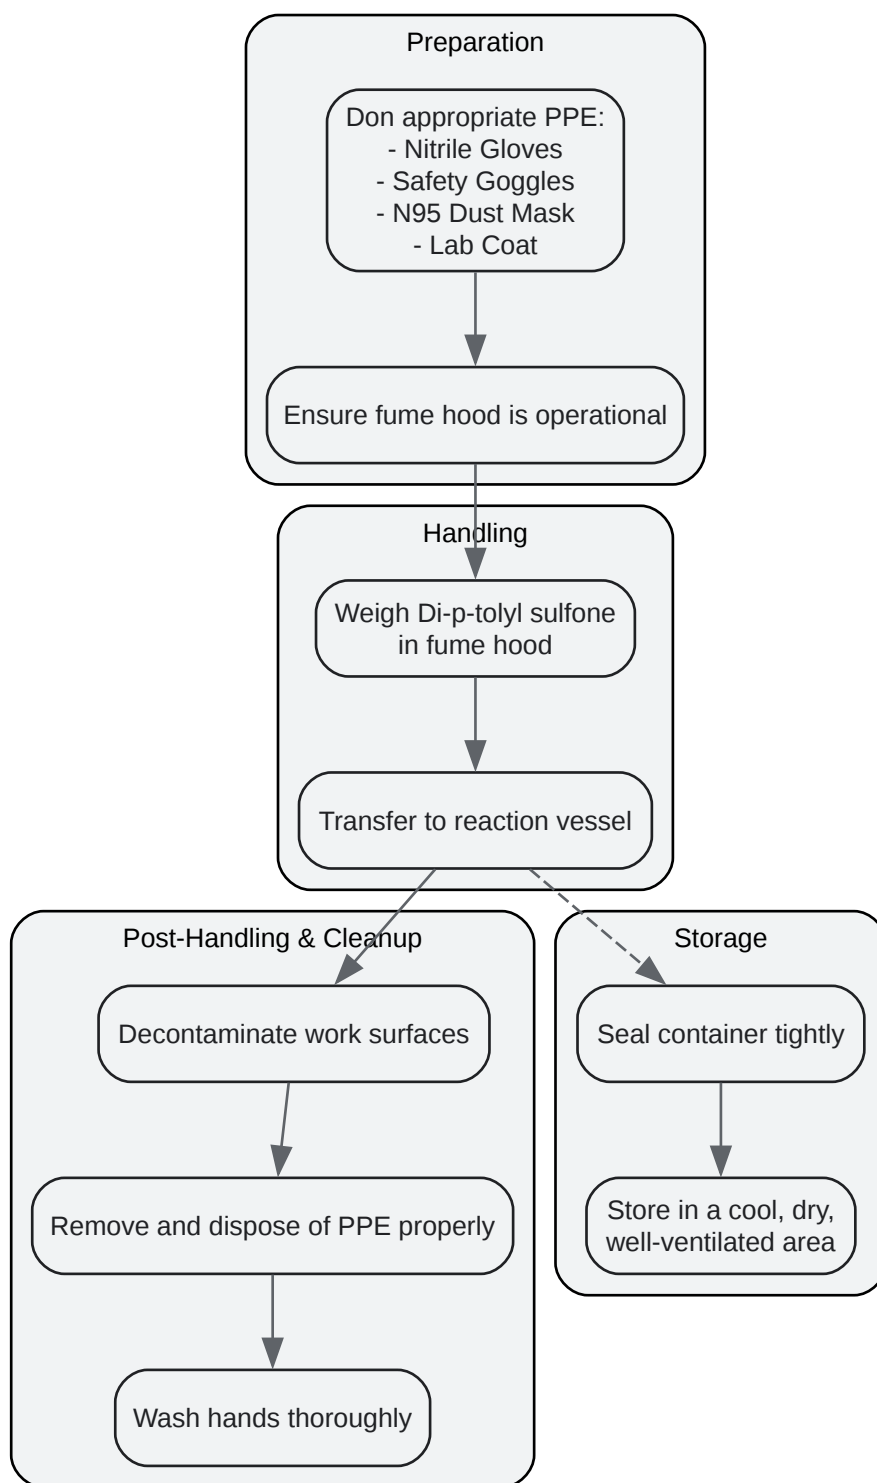 Preparation
Don appropriate PPE:
- Nitrile Gloves
- Safety Goggles
- N95 Dust Mask
- Lab Coat
Ensure fume hood is operational
Handling
Weigh Di-p-tolyl sulfone
in fume hood
Transfer to reaction vessel
Post-Handling & Cleanup
Decontaminate work surfaces
Remove and dispose of PPE properly
Wash hands thoroughly
Storage
Seal container tightly
Store in a cool, dry,
well-ventilated area